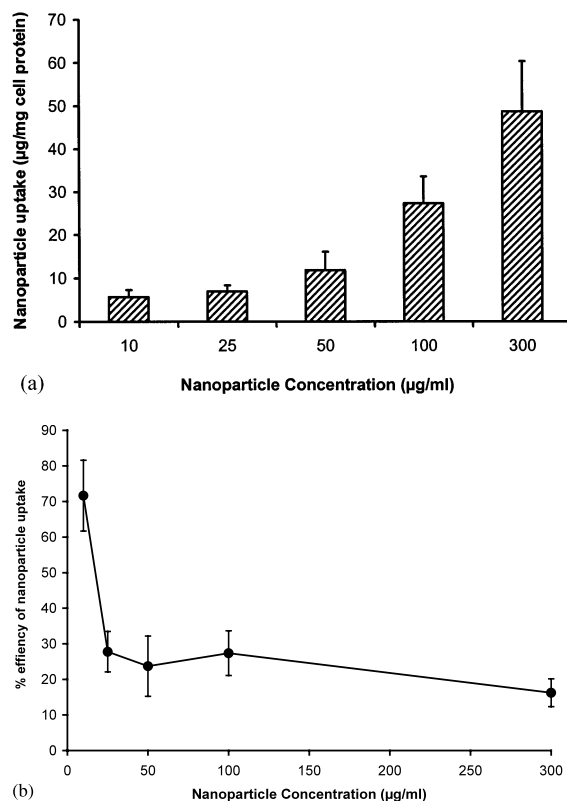 70
60
50
40
30
20
10
0
Nanoparticle uptake (µg/mg cell protein)
10 25 50 100 300
(a)
Nanoparticle Concentration (µg/ml)
90
80
70
60
50
40
30
20
10
0
% effiency of nanoparticle uptake
0 50 100 150 200 250 300
(b)
Nanoparticle Concentration (µg/ml)